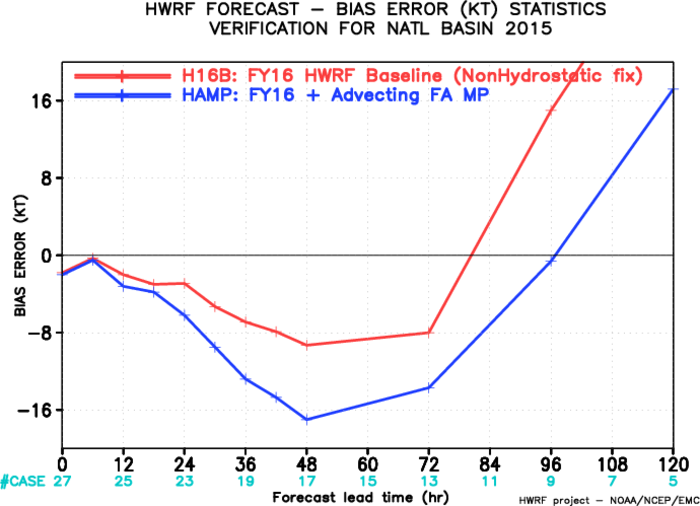 HWRF FORECAST – BIAS ERROR (KT) STATISTICS
VERIFICATION FOR NATL BASIN 2015
H16B: FY16 HWRF Baseline (NonHydrostatic fix)
HAMP: FY16 + Advecting FA MP
BIAS ERROR (KT)
16
8
0
-8
-16
0 12 24 36 48 60 72 84 96 108 120
#CASE 27 25 23 19 17 15 13 11 9 7 5
Forecast lead time (hr)
HWRF project – NOAA/NCEP/EMC